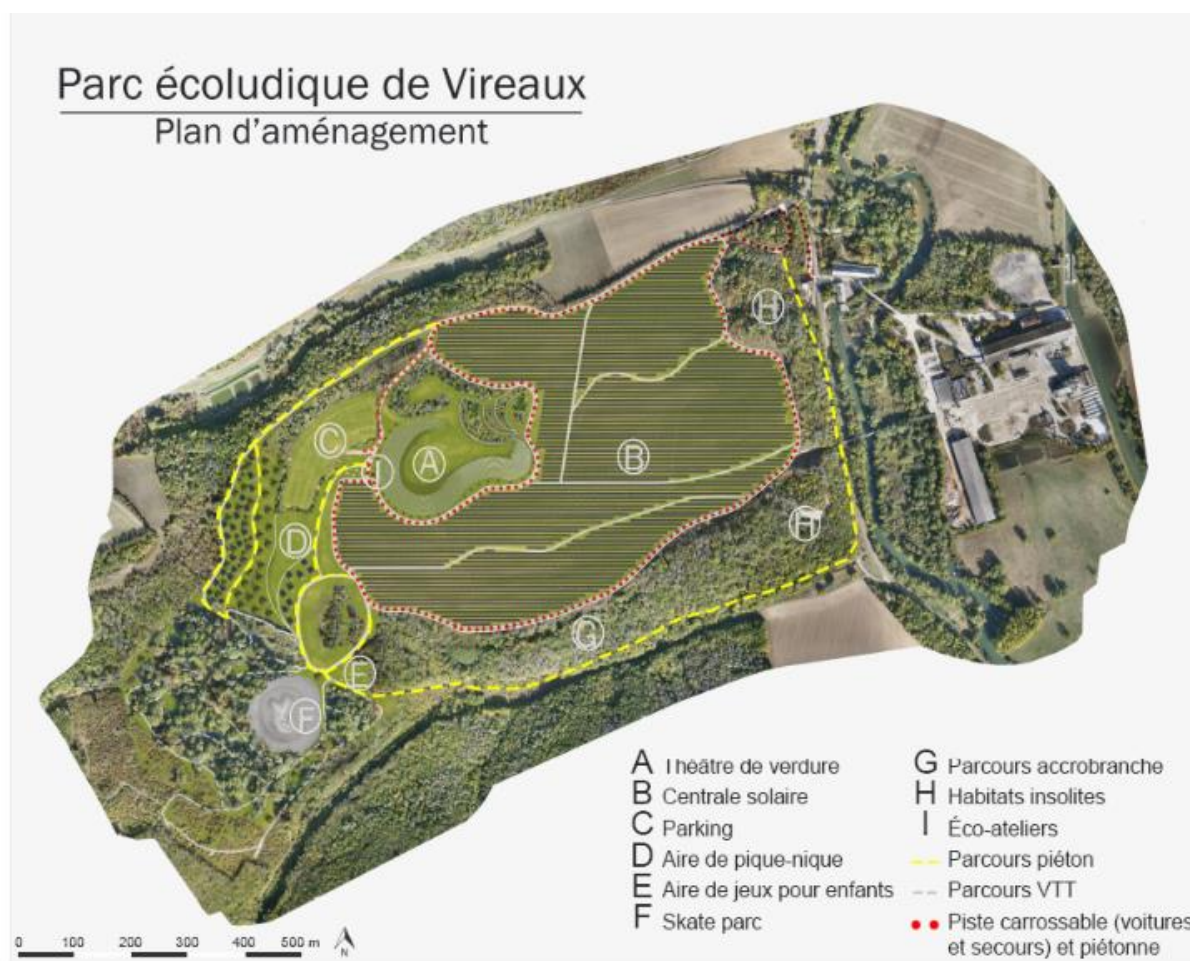 Parc écoludique de Vireaux
Plan d'aménagement
H
C
I
A
B
D
H
G
E
F
A Théâtre de verdure
B Centrale solaire
C Parking
D Aire de pique-nique
E Aire de jeux pour enfants
F Skate parc
G Parcours accrobranche
H Habitats insolites
I Éco-ateliers
Parcours piéton
Parcours VTT
Piste carrossable (voitures
et secours) et piétonne
0 100 200 300 400 500 m
N